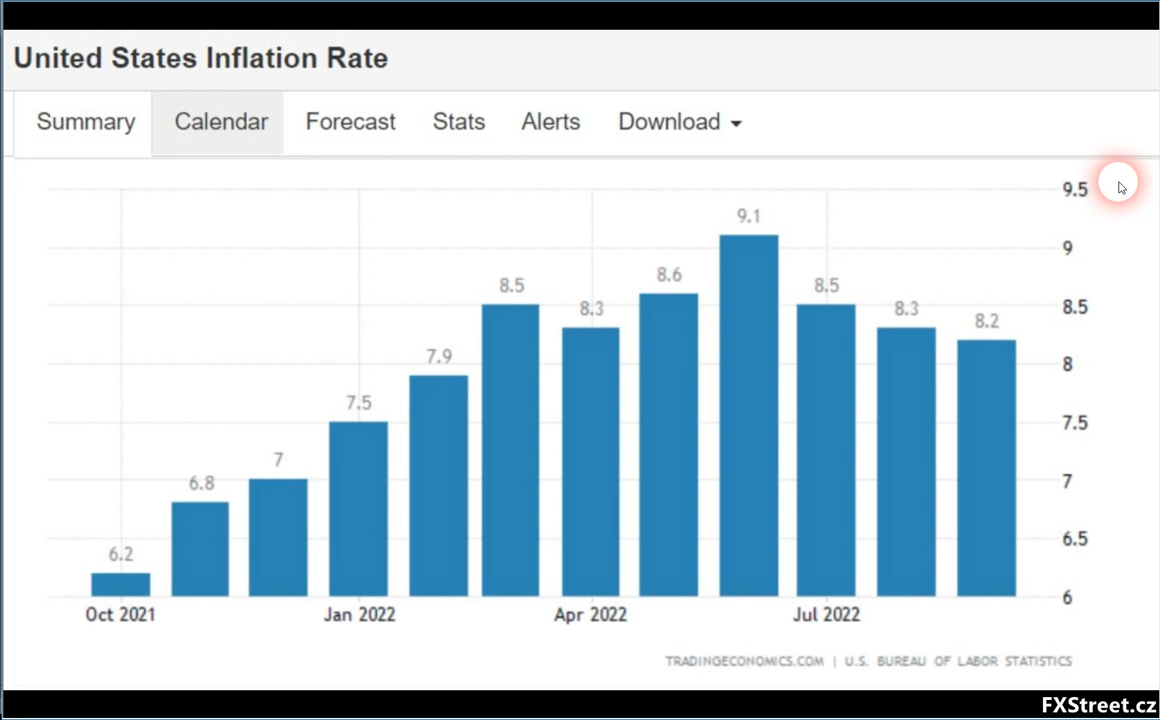 United States Inflation Rate
Summary Calendar Forecast Stats Alerts Download
9.5
9.1
9
8.6
8.5 8.5 8.5
8.3 8.3
8.2
8
7.9
7.5 7.5
7 7
6.8
6.5
6.2
6
Oct 2021 Jan 2022 Apr 2022 Jul 2022
TRADINGECONOMICS.COM | U.S. BUREAU OF LABOR STATISTICS
FXStreet.cz